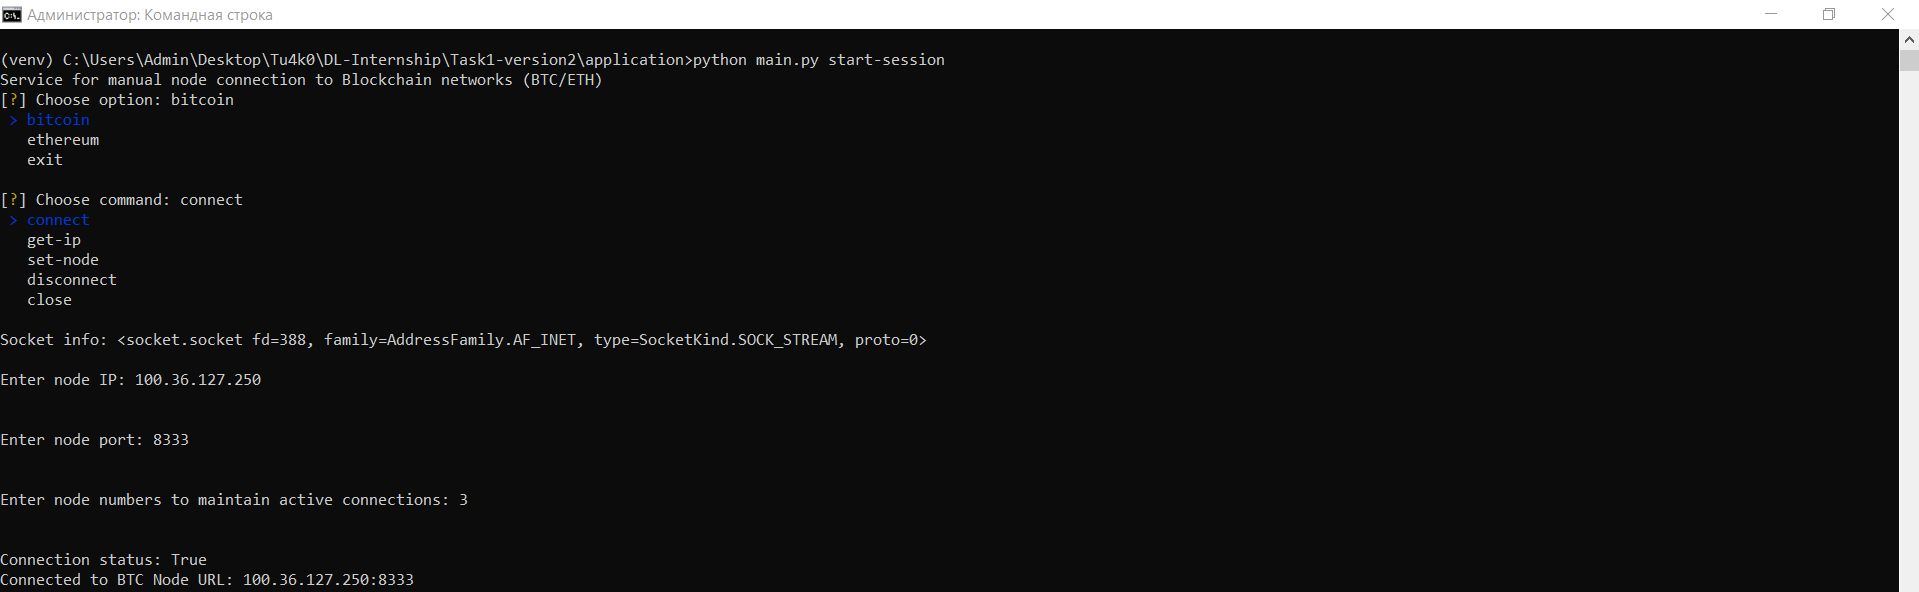 Администратор: Командная строка
(venv) C:\Users\Admin\Desktop\Tu4k0\DL-Internship\Task1-version2\application>python main.py start-session
Service for manual node connection to Blockchain networks (BTC/ETH)
[?] Choose option: bitcoin
> bitcoin
ethereum
exit
[?] Choose command: connect
> connect
get-ip
set-node
disconnect
close
Socket info: <socket.socket fd=388, family=AddressFamily.AF_INET, type=SocketKind.SOCK_STREAM, proto=0>
Enter node IP: 100.36.127.250
Enter node port: 8333
Enter node numbers to maintain active connections: 3
Connection status: True
Connected to BTC Node URL: 100.36.127.250:8333